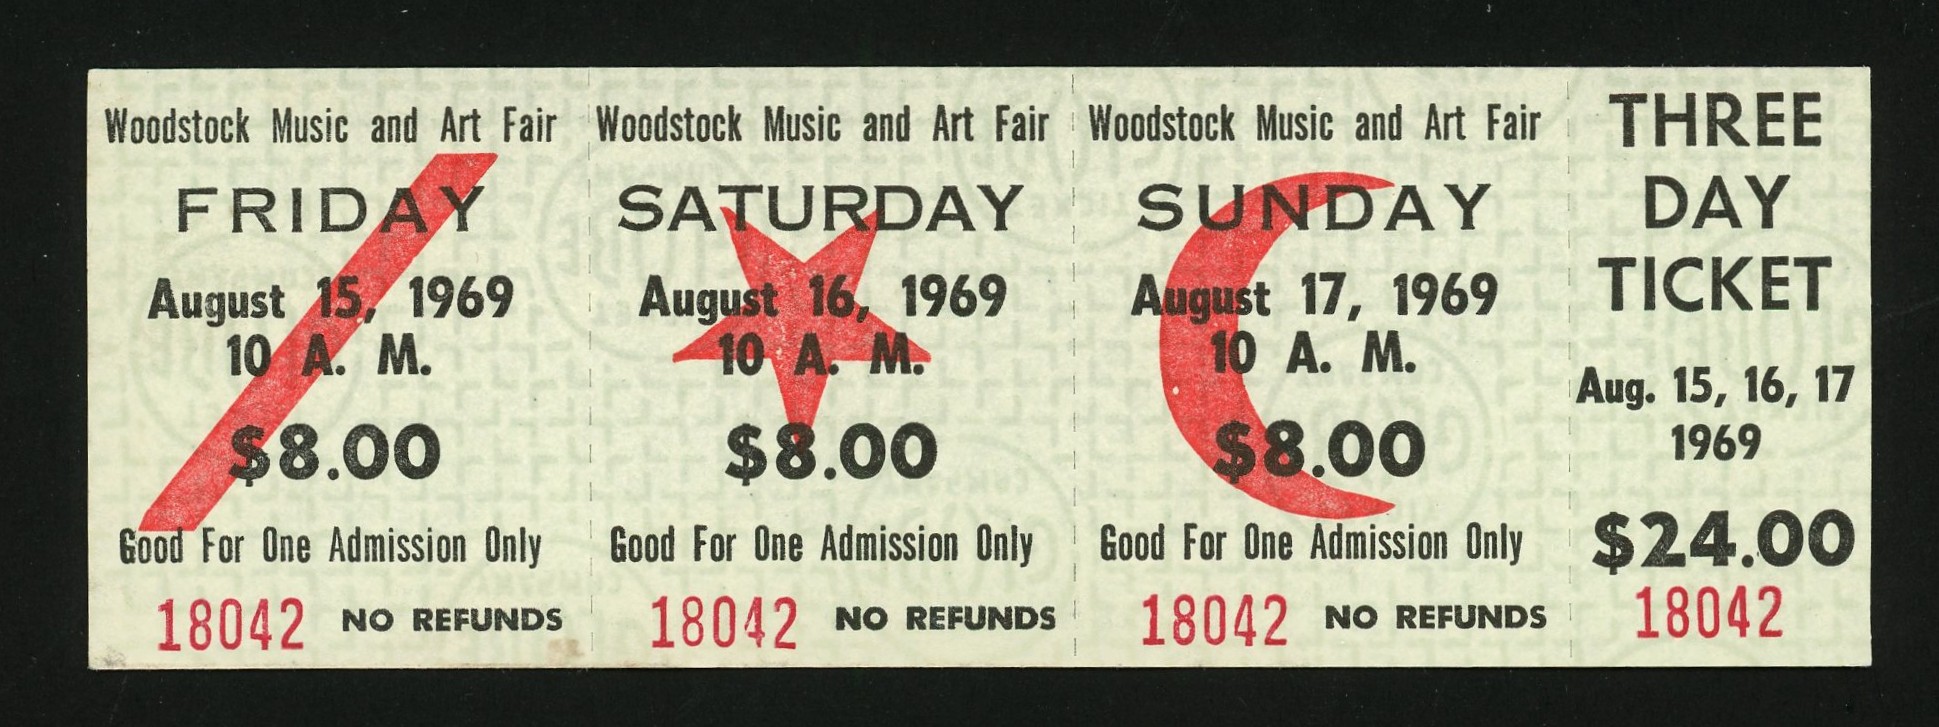 Woodstock Music and Art Fair
FRIDAY
August 15, 1969
10 A. M.
$8.00
Good For One Admission Only
18042 NO REFUNDS
Woodstock Music and Art Fair
SATURDAY
August 16, 1969
10 A. M.
$8.00
Good For One Admission Only
18042 NO REFUNDS
Woodstock Music and Art Fair
SUNDAY
August 17, 1969
10 A. M.
$8.00
Good For One Admission Only
18042 NO REFUNDS
THREE
DAY
TICKET
Aug. 15, 16, 17
1969
$24.00
18042